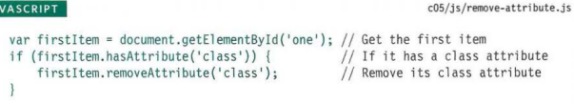 VASCRIPT c05/js/remove-attribute.js
var firstItem = document.getElementById('one'); // Get the first item
if (firstItem.hasAttribute('class')) { // If it has a class attribute
firstItem.removeAttribute('class'); // Remove its class attribute
}